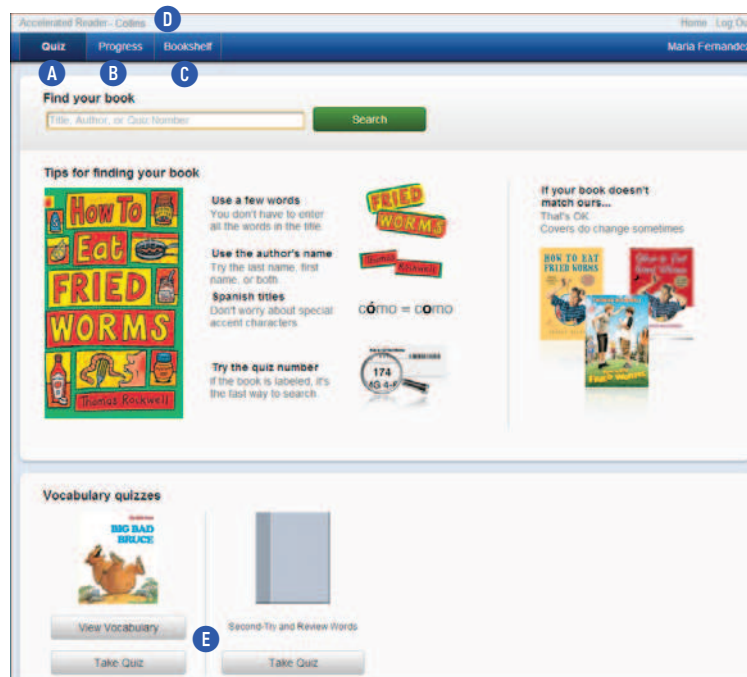 Accelerated Reader - Codes
D
Home Log Out
Quiz Progress Bookshelf
Maria Fernandez
A B C
Find your book
Title, Author, or Quiz Number
Search
Tips for finding your book
HOW TO
Eat
FRIED
WORMS
Thomas Rockwell
Use a few words
You don't have to enter
all the words in the title.
FRIED
WORMS
Use the author's name
Try the last name, first
name, or both.
Thomas
Rockwell
Spanish titles
Don't worry about special
accent characters
cómo = como
Try the quiz number
If the book is labeled, it's
the fast way to search.
174
If your book doesn't
match ours...
That's OK
Covers do change sometimes
HOW TO EAT
FRIED WORMS
Vocabulary quizzes
BIG BAD
BRUCE
View Vocabulary
Take Quiz
E
Second-Try and Review Words
Take Quiz